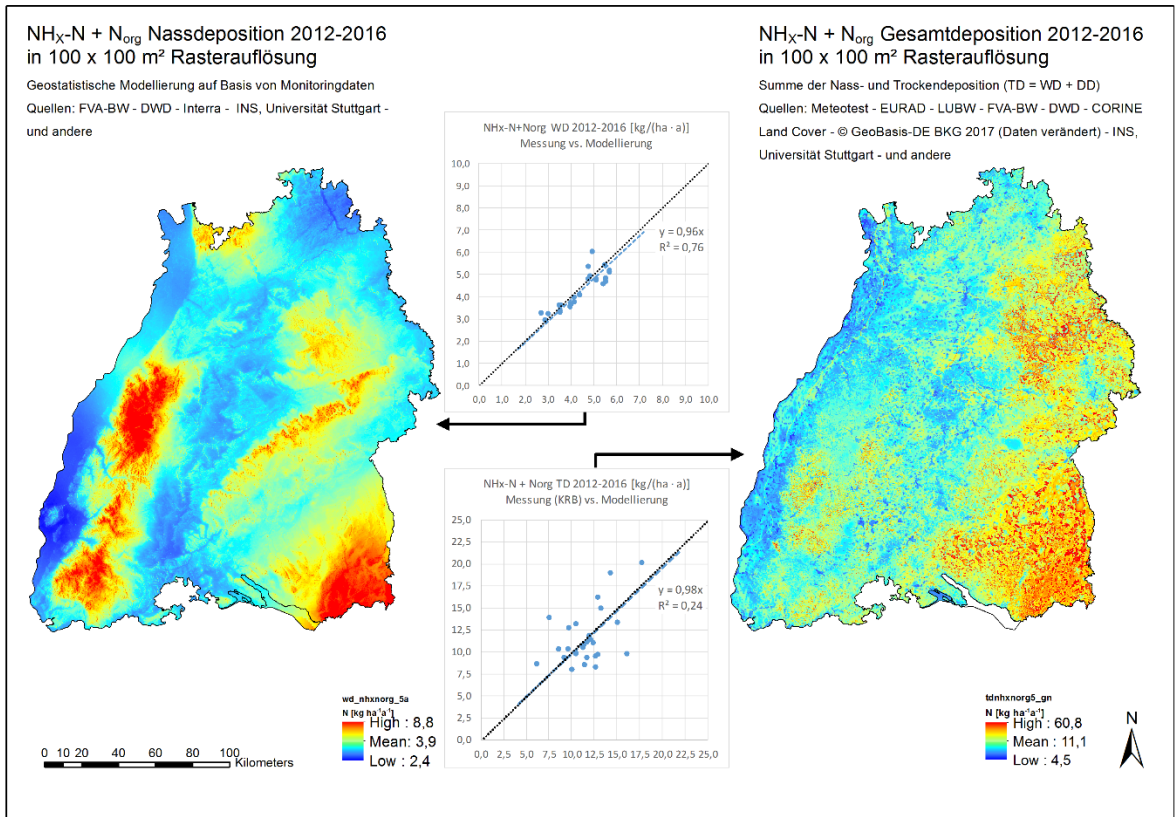 NHX-N + Norg Nassdeposition 2012-2016
in 100 x 100 m² Rasterauflösung
Geostatistische Modellierung auf Basis von Monitoringdaten
Quellen: FVA-BW - DWD - Interra - INS, Universität Stuttgart -
und andere
NHX-N + Norg Gesamtdeposition 2012-2016
in 100 x 100 m² Rasterauflösung
Summe der Nass- und Trockendeposition (TD = WD + DD)
Quellen: Meteotest - EURAD - LUBW - FVA-BW - DWD - CORINE
Land Cover - © GeoBasis-DE BKG 2017 (Daten verändert) - INS,
Universität Stuttgart - und andere
NHx-N+Norg WD 2012-2016 [kg/(ha · a)]
Messung vs. Modellierung
10,0
9,0
8,0
7,0
6,0
5,0
4,0
3,0
2,0
1,0
0,0
y = 0,96x
R² = 0,76
0,0 1,0 2,0 3,0 4,0 5,0 6,0 7,0 8,0 9,0 10,0
NHx-N + Norg TD 2012-2016 [kg/(ha · a)]
Messung (KRB) vs. Modellierung
25,0
22,5
20,0
17,5
15,0
12,5
10,0
7,5
5,0
2,5
0,0
y = 0,98x
R² = 0,24
0,0 2,5 5,0 7,5 10,0 12,5 15,0 17,5 20,0 22,5 25,0
wd_nhxnorg_5a
N [kg ha⁻¹a⁻¹]
High : 8,8
Mean: 3,9
Low : 2,4
0 10 20 40 60 80 100
Kilometers
tdnhxnorg5_gn
N [kg ha⁻¹a⁻¹]
High : 60,8
Mean : 11,1
Low : 4,5
N